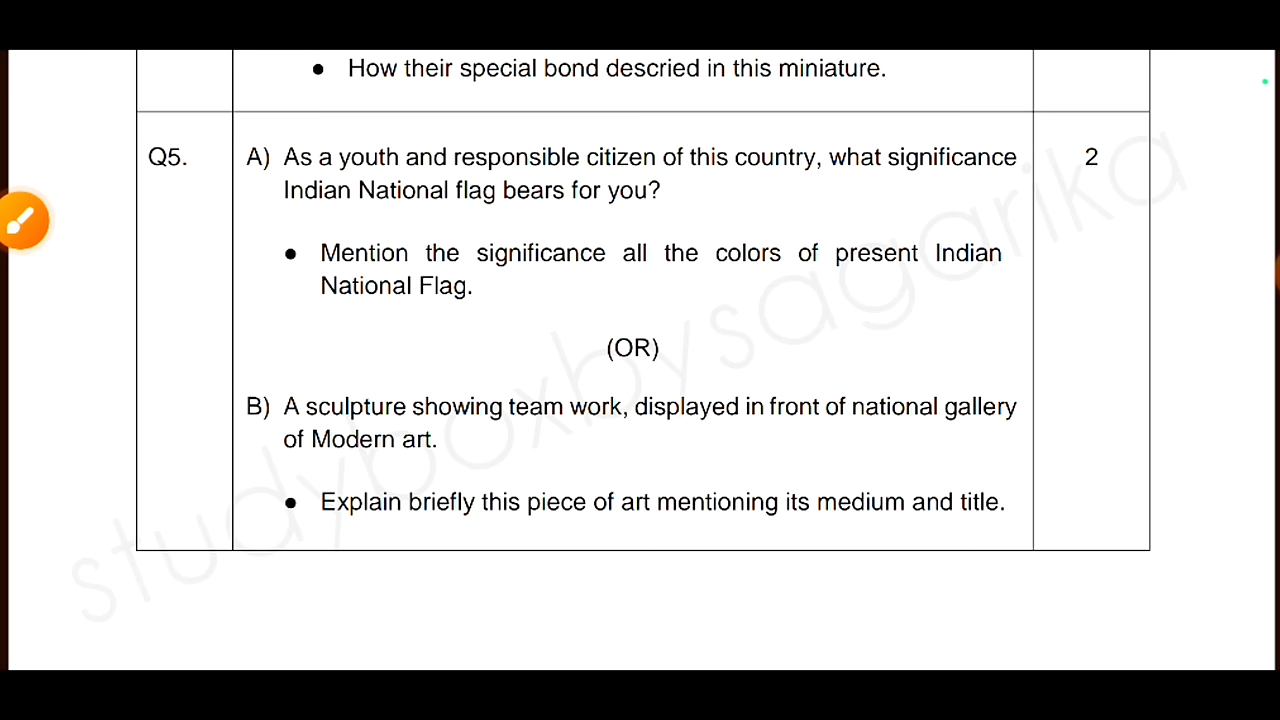 ● How their special bond descried in this miniature.
Q5. A) As a youth and responsible citizen of this country, what significance 2
Indian National flag bears for you?
● Mention the significance all the colors of present Indian
National Flag.
(OR)
B) A sculpture showing team work, displayed in front of national gallery
of Modern art.
● Explain briefly this piece of art mentioning its medium and title.
studyboxbysagarika